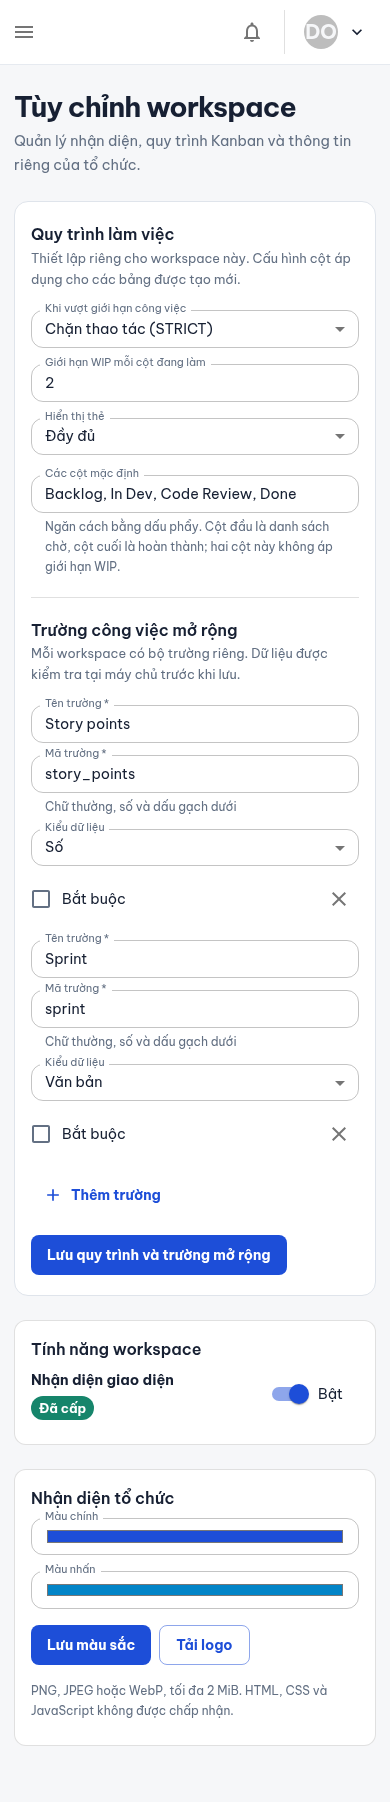 DO
Tùy chỉnh workspace
Quản lý nhận diện, quy trình Kanban và thông tin
riêng của tổ chức.
Quy trình làm việc
Thiết lập riêng cho workspace này. Cấu hình cột áp
dụng cho các bảng được tạo mới.
Khi vượt giới hạn công việc
Chặn thao tác (STRICT)
Giới hạn WIP mỗi cột đang làm
2
Hiển thị thẻ
Đầy đủ
Các cột mặc định
Backlog, In Dev, Code Review, Done
Ngăn cách bằng dấu phẩy. Cột đầu là danh sách
chờ, cột cuối là hoàn thành; hai cột này không áp
giới hạn WIP.
Trường công việc mở rộng
Mỗi workspace có bộ trường riêng. Dữ liệu được
kiểm tra tại máy chủ trước khi lưu.
Tên trường *
Story points
Mã trường *
story_points
Chữ thường, số và dấu gạch dưới
Kiểu dữ liệu
Số
Bắt buộc
Tên trường *
Sprint
Mã trường *
sprint
Chữ thường, số và dấu gạch dưới
Kiểu dữ liệu
Văn bản
Bắt buộc
Thêm trường
Lưu quy trình và trường mở rộng
Tính năng workspace
Nhận diện giao diện
Đã cấp
Bật
Nhận diện tổ chức
Màu chính
Màu nhấn
Lưu màu sắc
Tải logo
PNG, JPEG hoặc WebP, tối đa 2 MiB. HTML, CSS và
JavaScript không được chấp nhận.